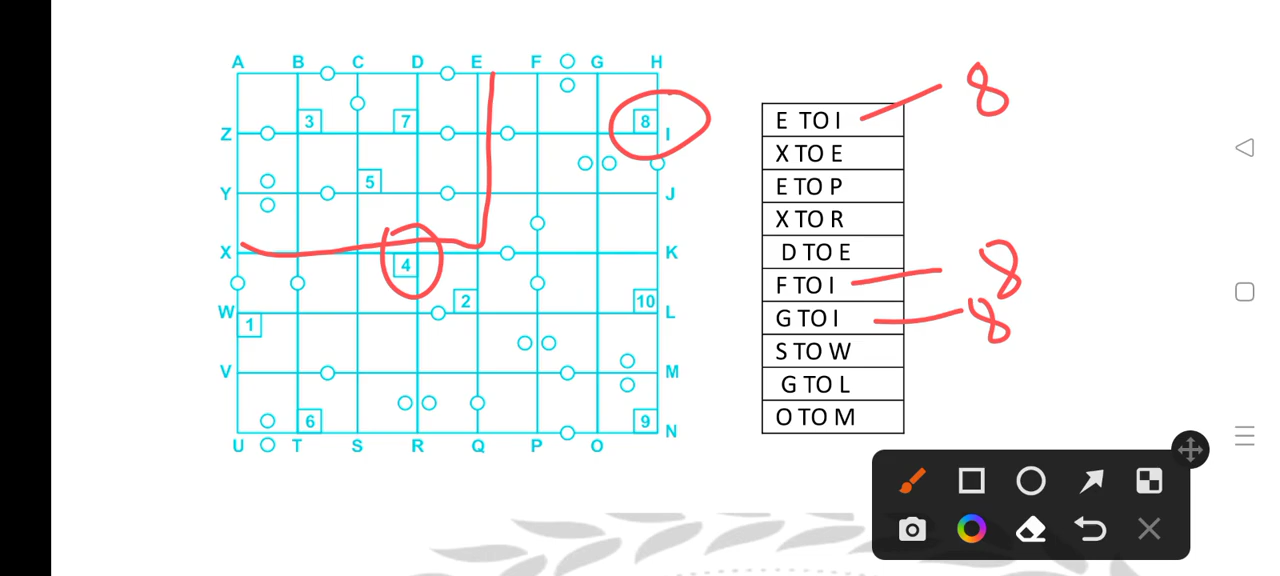 A B C D E F G H
3 7 8
Z I
5
Y J
X K
4
2 10
W L
1
V M
6 9
N
U T S R Q P O
E TO I 8
X TO E
E TO P
X TO R
D TO E
F TO I 8
G TO I 8
S TO W
G TO L
O TO M